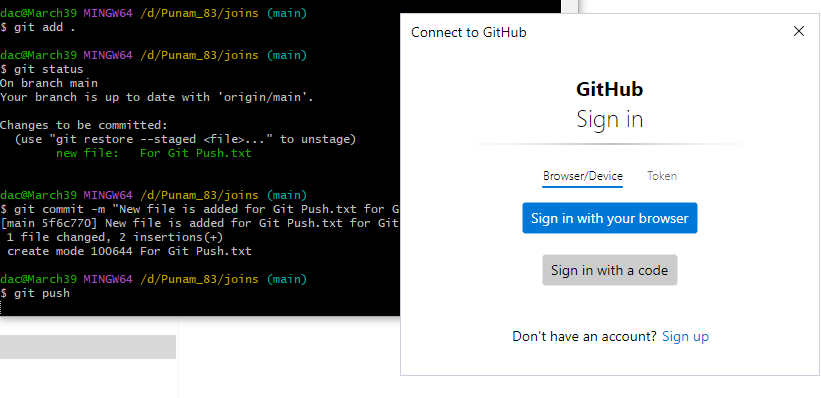 dac@March39 MINGW64 /d/Punam_83/joins (main)
$ git add .
dac@March39 MINGW64 /d/Punam_83/joins (main)
$ git status
On branch main
Your branch is up to date with 'origin/main'.
Changes to be committed:
(use "git restore --staged <file>..." to unstage)
new file:   For Git Push.txt
dac@March39 MINGW64 /d/Punam_83/joins (main)
$ git commit -m "New file is added for Git Push.txt for G
[main 5f6c770] New file is added for Git Push.txt for Git
1 file changed, 2 insertions(+)
create mode 100644 For Git Push.txt
dac@March39 MINGW64 /d/Punam_83/joins (main)
$ git push
Connect to GitHub
GitHub
Sign in
Browser/Device Token
Sign in with your browser
Sign in with a code
Don't have an account? Sign up